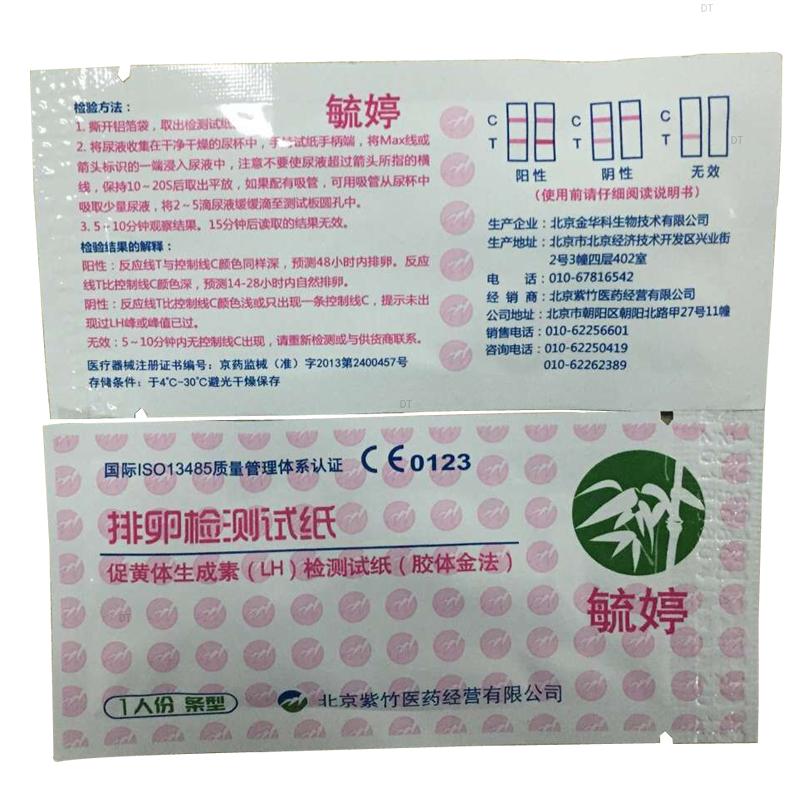 DT
毓婷
检验方法：
1. 撕开铝箔袋，取出检测试纸
2. 将尿液收集在干净干燥的尿杯中，手持试纸手柄端，将Max线或
箭头标识的一端浸入尿液中，注意不要使尿液超过箭头所指的横
线，保持10~20S后取出平放，如果配有吸管，可用吸管从尿杯中
吸取少量尿液，将2~5滴尿液缓缓滴至测试板圆孔中。
3. 5-10分钟观察结果。15分钟后读取的结果无效。
检验结果的解释：
阳性：反应线T与控制线C颜色同样深，预测48小时内排卵。反应
线T比控制线C颜色深，预测14-28小时内自然排卵。
阴性：反应线T比控制线C颜色浅或只出现一条控制线C，提示未出
现过LH峰或峰值已过。
无效：5~10分钟内无控制线C出现，请重新检测或与供货商联系。
医疗器械注册证书编号：京药监械（准）字2013第2400457号
存储条件：于4℃-30℃避光干燥保存
C C C
T T T
DT
阳性 阴性 无效
（使用前请仔细阅读说明书）
生产企业：北京金华科生物技术有限公司
生产地址：北京市北京经济技术开发区兴业街
2号3幢四层402室
电 话：010-67816542
经 销 商：北京紫竹医药经营有限公司
公司地址：北京市朝阳区朝阳北路甲27号11幢
销售电话：010-62256601
咨询电话：010-62250419
010-62262389
DT
国际ISO13485质量管理体系认证 CE0123
排卵检测试纸
促黄体生成素（LH）检测试纸（胶体金法）
毓婷
DT
1人份 条型
北京紫竹医药经营有限公司